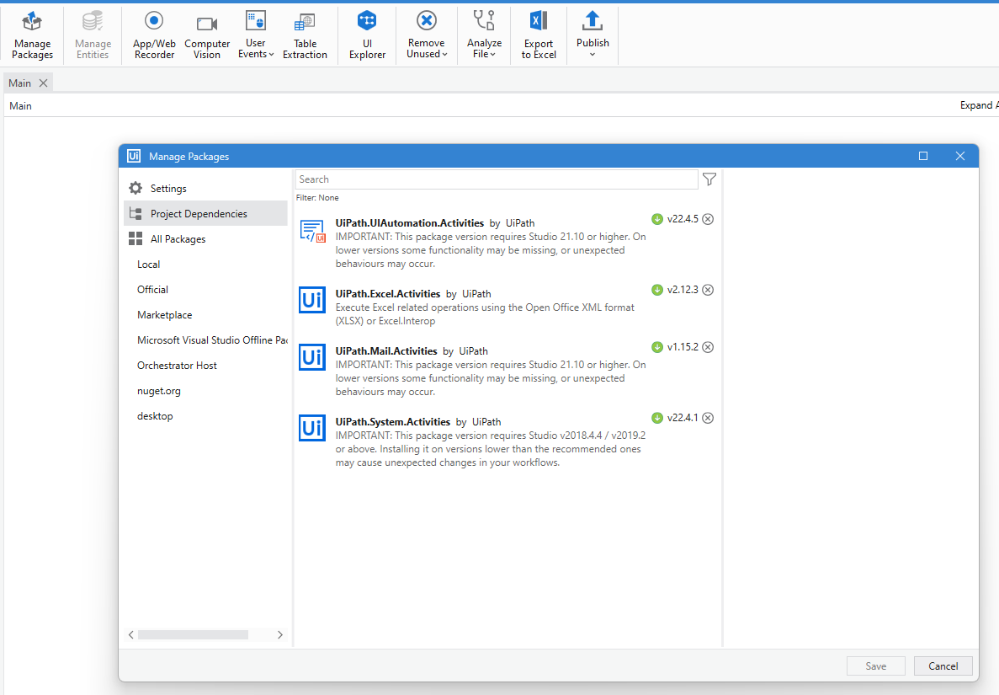 Manage Packages
Manage Entities
App/Web Recorder
Computer Vision
User Events
Table Extraction
UI Explorer
Remove Unused
Analyze File
Export to Excel
Publish
Main
Main
Expand A
Ui Manage Packages
Settings
Project Dependencies
All Packages
Local
Official
Marketplace
Microsoft Visual Studio Offline Pac
Orchestrator Host
nuget.org
desktop
Search
Filter: None
UiPath.UIAutomation.Activities by UiPath v22.4.5
IMPORTANT: This package version requires Studio 21.10 or higher. On
lower versions some functionality may be missing, or unexpected
behaviours may occur.
Ui
UiPath.Excel.Activities by UiPath v2.12.3
Execute Excel related operations using the Open Office XML format
(XLSX) or Excel.Interop
Ui
UiPath.Mail.Activities by UiPath v1.15.2
IMPORTANT: This package version requires Studio 21.10 or higher. On
lower versions some functionality may be missing, or unexpected
behaviours may occur.
Ui
UiPath.System.Activities by UiPath v22.4.1
IMPORTANT: This package version requires Studio v2018.4.4 / v2019.2
or above. Installing it on versions lower than the recommended ones
may cause unexpected changes in your workflows.
Ui
Save
Cancel